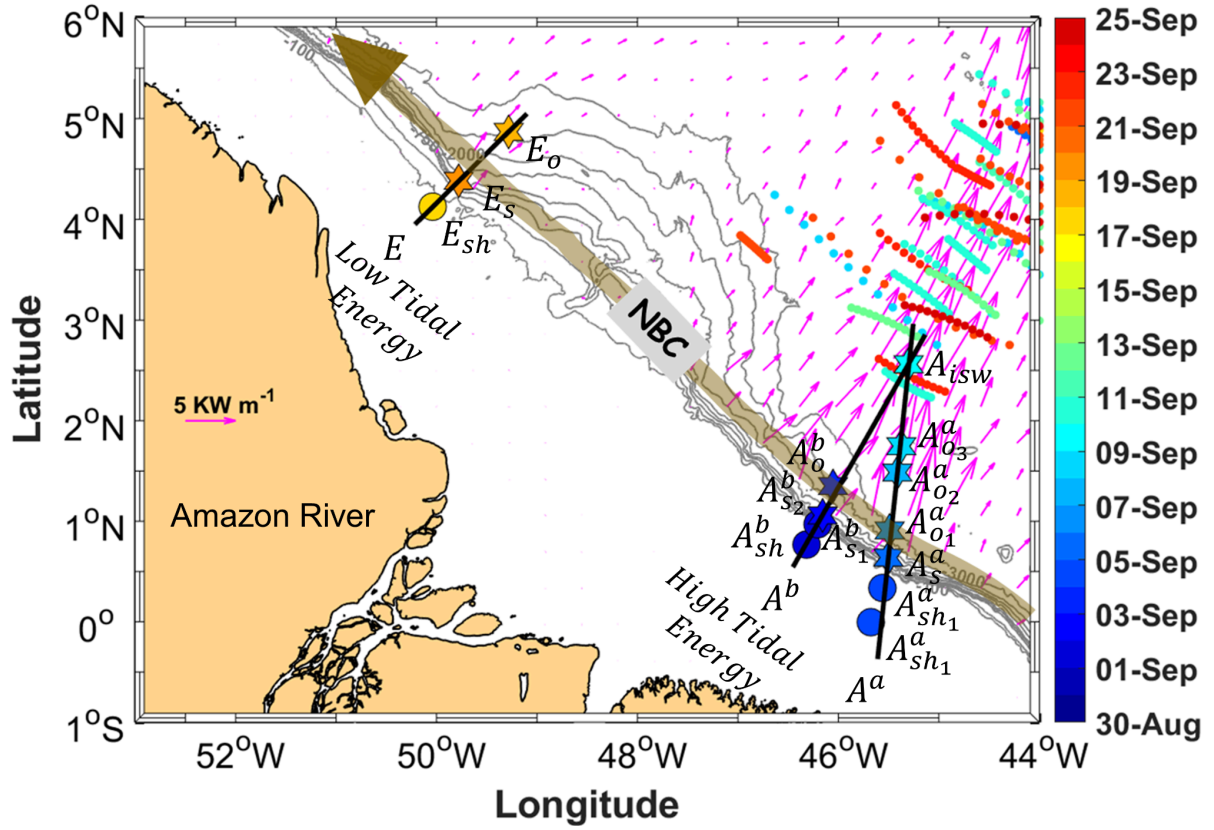 6°N
5°N
4°N
3°N
2°N
1°N
0°
1°S
Latitude
52°W
50°W
48°W
46°W
44°W
Longitude
25-Sep
23-Sep
21-Sep
19-Sep
17-Sep
15-Sep
13-Sep
11-Sep
09-Sep
07-Sep
05-Sep
03-Sep
01-Sep
30-Aug
-100
-2000
-3000
E_o
E_s
E_sh
E
Low Tidal
Energy
NBC
5 KW m⁻¹
Amazon River
A_isw
A^a_o₃
A^a_o₂
A^a_o₁
A^a_s
A^a_sh₁
A^a_sh₁
A^a
A^b_o
A^b_s₂
A^b_s₁
A^b_sh
A^b
High Tidal
Energy